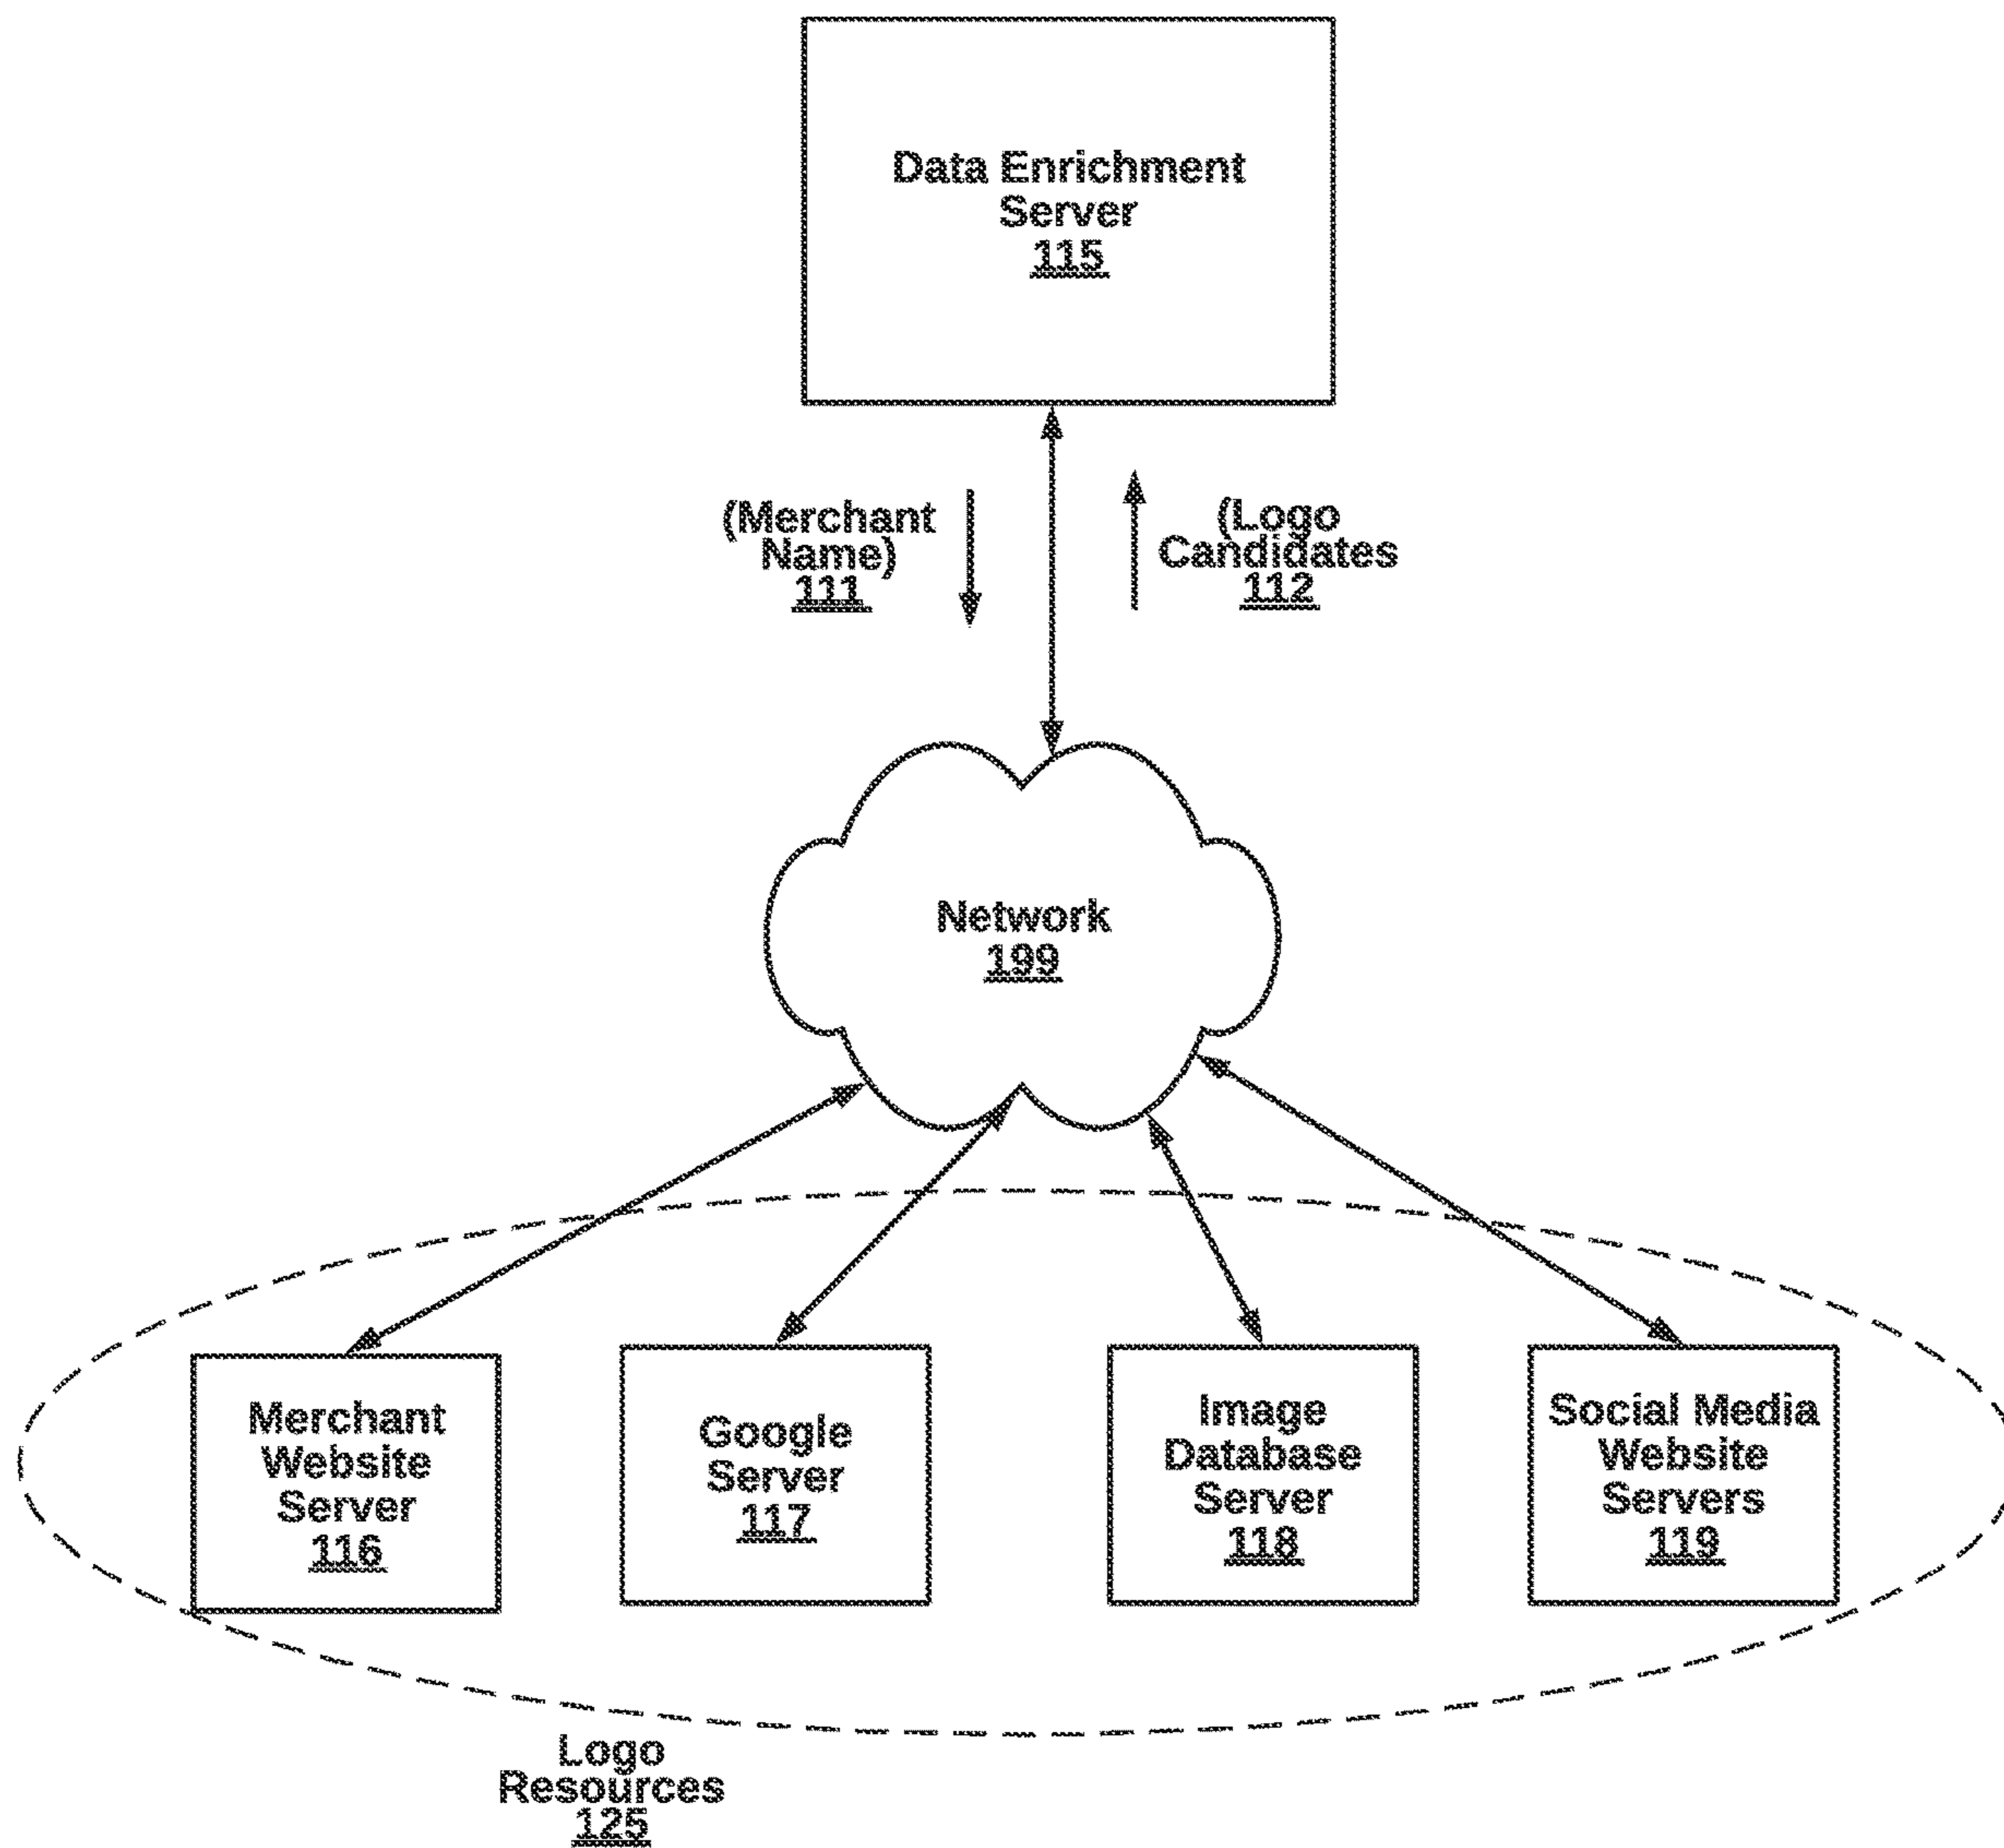 Data Enrichment
Server
115
(Merchant
Name)
111
(Logo
Candidates
112
Network
199
Merchant
Website
Server
116
Google
Server
117
Image
Database
Server
118
Social Media
Website
Servers
119
Logo
Resources
125